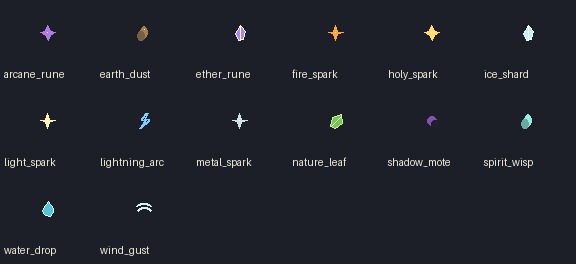 arcane_rune earth_dust ether_rune fire_spark holy_spark ice_shard
light_spark lightning_arc metal_spark nature_leaf shadow_mote spirit_wisp
water_drop wind_gust